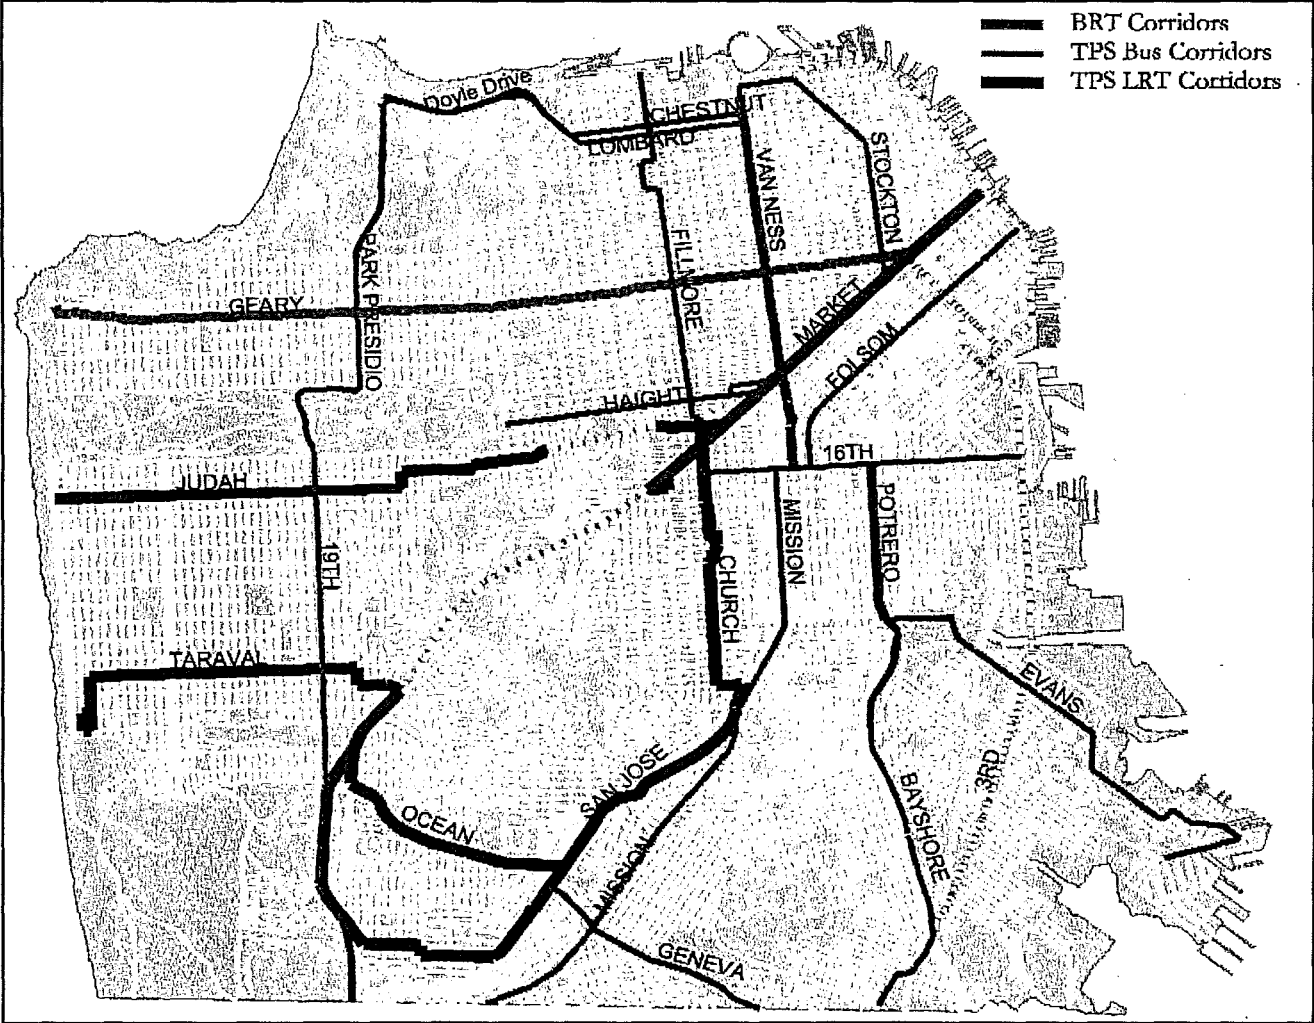 BRT Corridors
TPS Bus Corridors
TPS LRT Corridors
Doyle Drive
CHESTNUT
LOMBARD
STOCKTON
VAN NESS
PARK PRESIDIO
FILLMORE
GEARY
MARKET
FOLSOM
HAIGHT
16TH
JUDAH
MISSION
POTRERO
19TH
CHURCH
TARAVAL
EVANS
3RD
SAN JOSE
BAYSHORE
OCEAN
MISSION
GENEVA